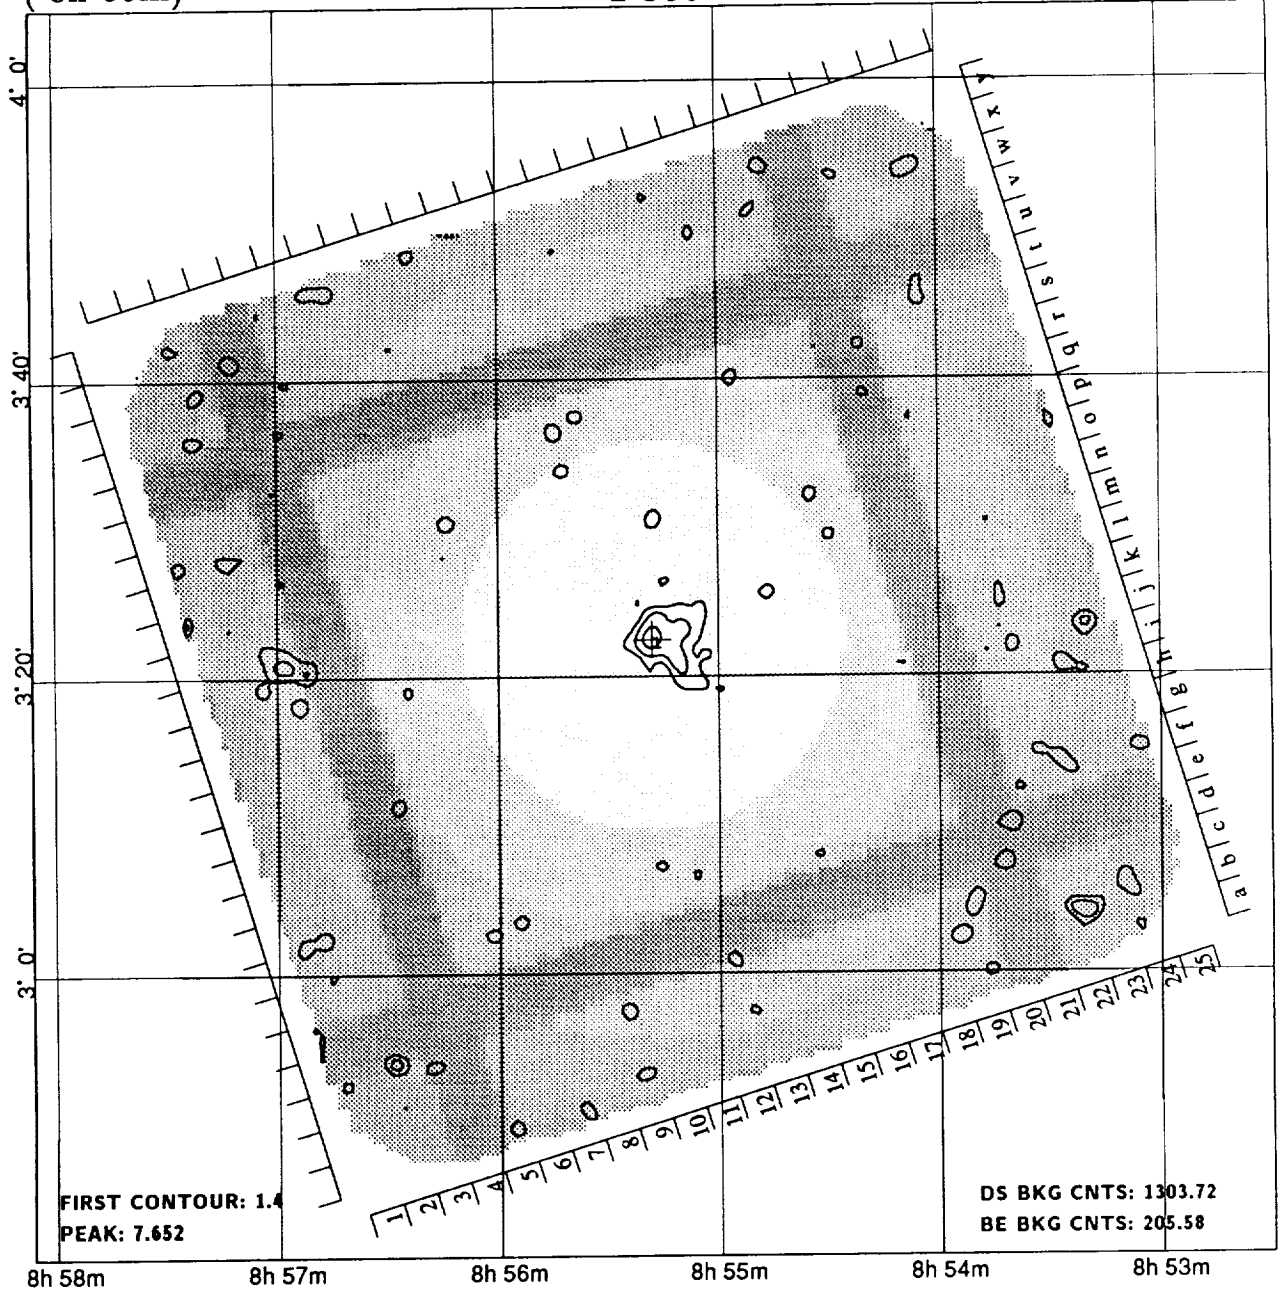 4° 0'
3° 40'
3° 20'
3° 0'
a b c d e f g h i j k l m n o p q r s t u v w x y
1 2 3 4 5 6 7 8 9 10 11 12 13 14 15 16 17 18 19 20 21 22 23 24 25
FIRST CONTOUR: 1.4
PEAK: 7.652
DS BKG CNTS: 1303.72
BE BKG CNTS: 205.58
8h 58m 8h 57m 8h 56m 8h 55m 8h 54m 8h 53m